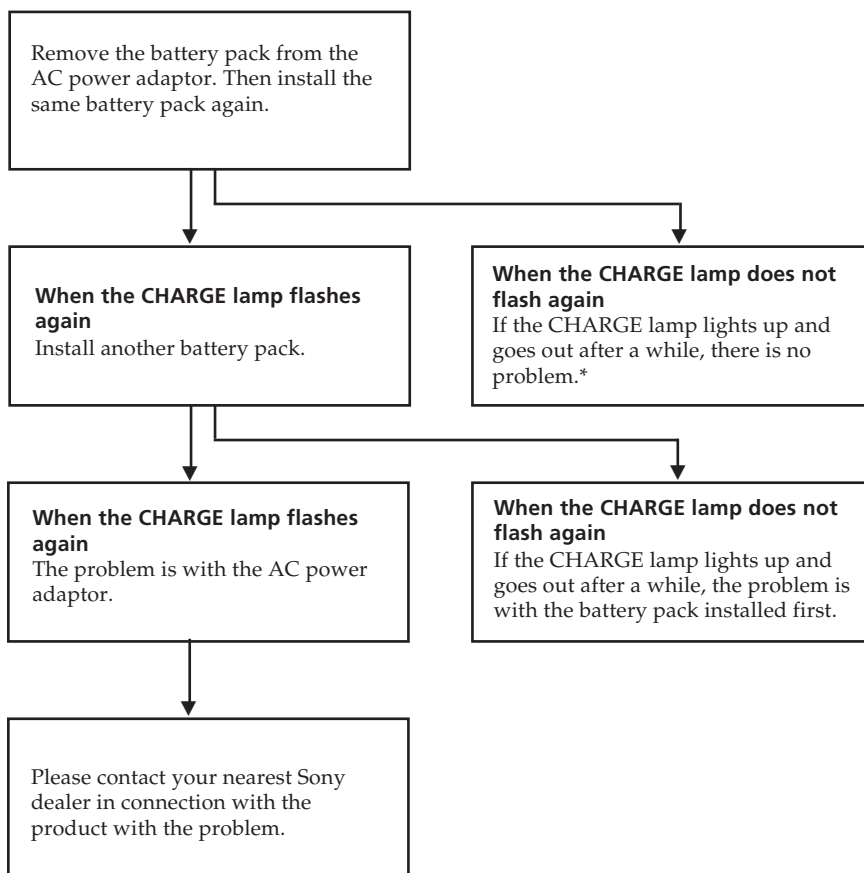 Remove the battery pack from the
AC power adaptor. Then install the
same battery pack again.
When the CHARGE lamp flashes
again
Install another battery pack.
When the CHARGE lamp does not
flash again
If the CHARGE lamp lights up and
goes out after a while, there is no
problem.*
When the CHARGE lamp flashes
again
The problem is with the AC power
adaptor.
When the CHARGE lamp does not
flash again
If the CHARGE lamp lights up and
goes out after a while, the problem is
with the battery pack installed first.
Please contact your nearest Sony
dealer in connection with the
product with the problem.